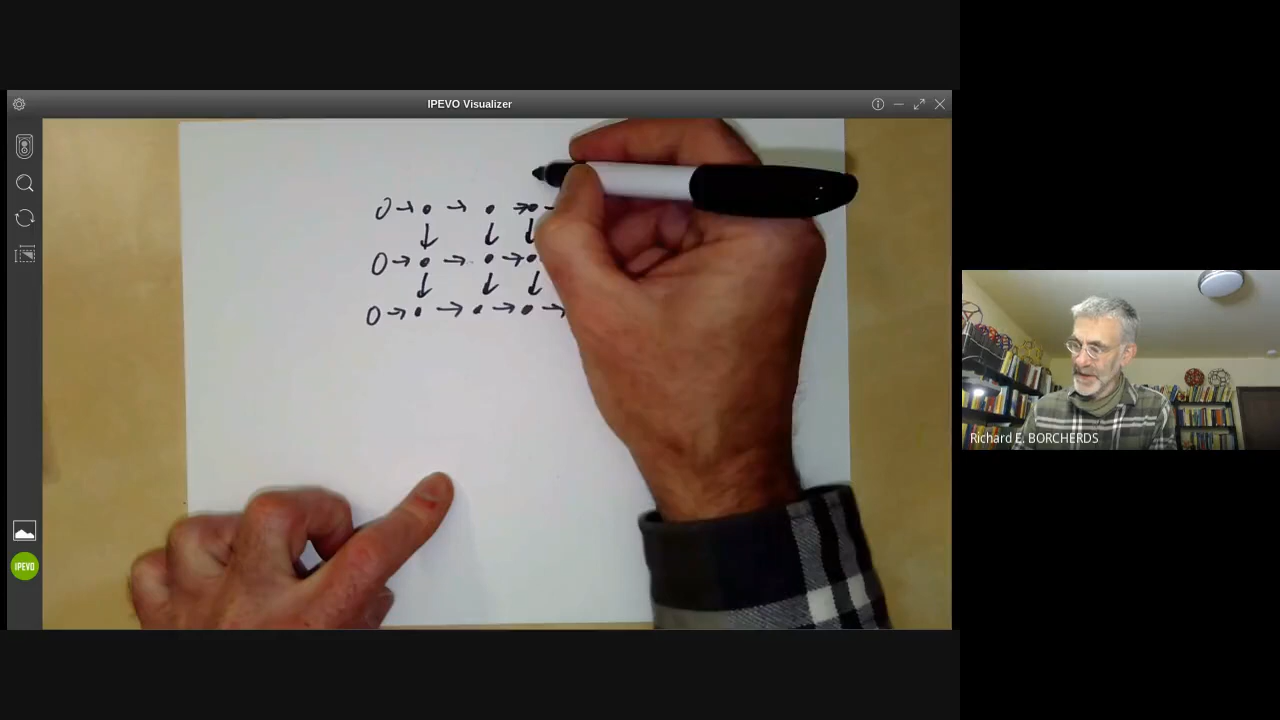 IPEVO Visualizer
0 → • → • → • -
↓ ↓ ↓
0 → • → • → •
↓ ↓ ↓
0 → • → • → • →
IPEVO
Richard E. BORCHERDS